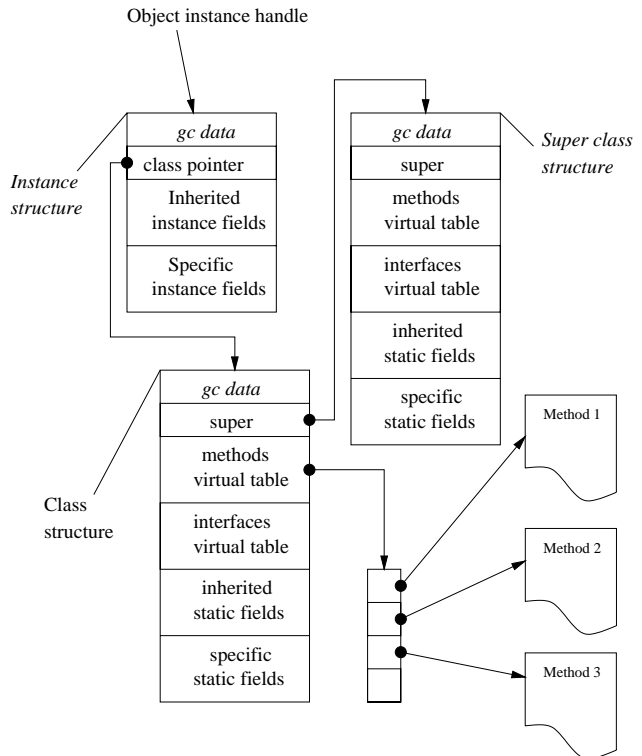 Object instance handle
gc data
class pointer
Inherited
instance fields
Specific
instance fields
Instance
structure
gc data
super
methods
virtual table
interfaces
virtual table
inherited
static fields
specific
static fields
Super class
structure
gc data
super
methods
virtual table
interfaces
virtual table
inherited
static fields
specific
static fields
Class
structure
Method 1
Method 2
Method 3